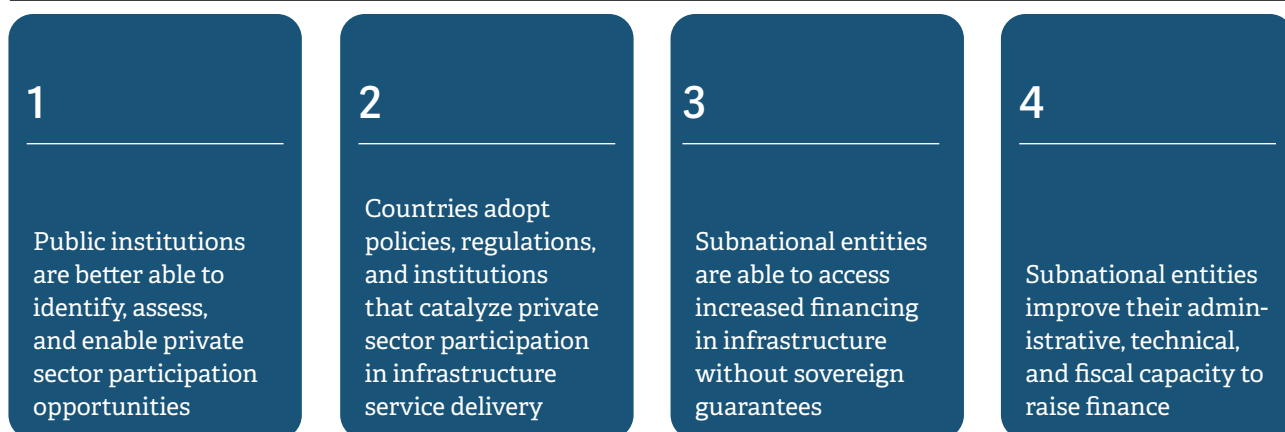 1
Public institutions
are better able to
identify, assess,
and enable private
sector participation
opportunities
2
Countries adopt
policies, regulations,
and institutions
that catalyze private
sector participation
in infrastructure
service delivery
3
Subnational entities
are able to access
increased financing
in infrastructure
without sovereign
guarantees
4
Subnational entities
improve their admin-
istrative, technical,
and fiscal capacity to
raise finance